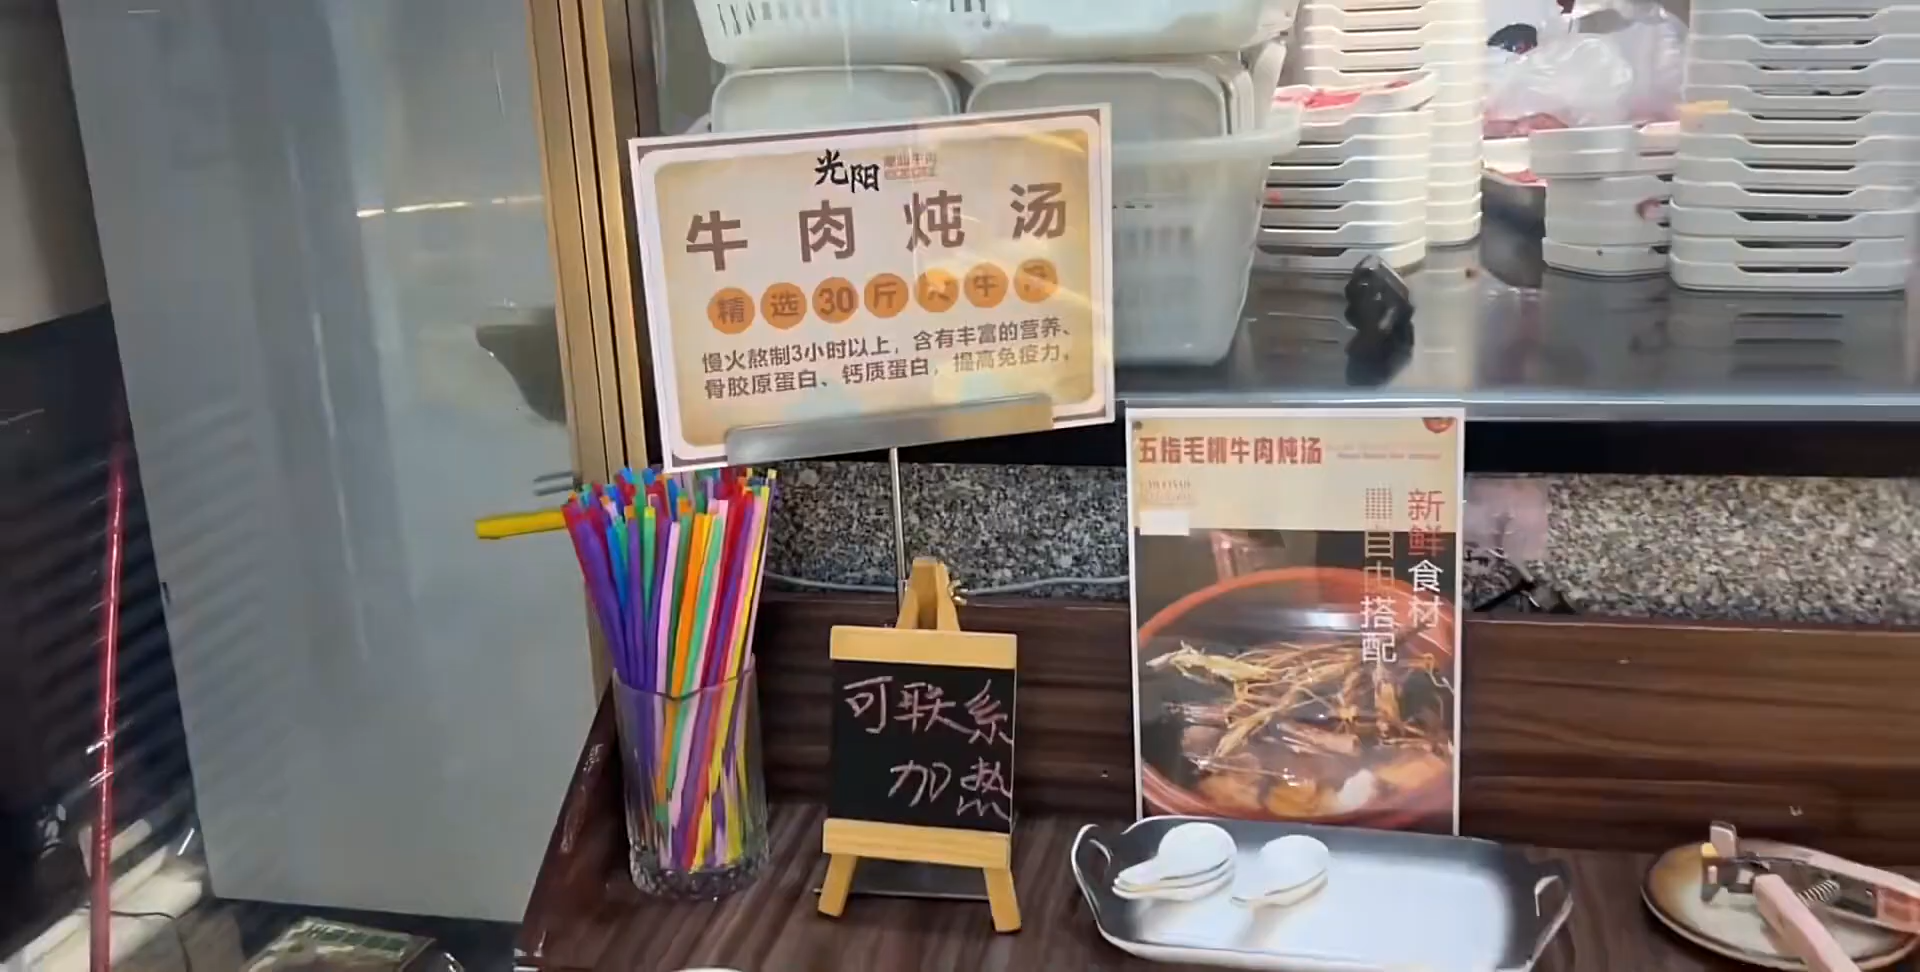 光阳
牛肉炖汤
精选30斤
慢火熬制3小时以上，含有丰富的营养、
骨胶原蛋白、钙质蛋白，提高免疫力。
五指毛桃牛肉炖汤
新鲜食材
自由搭配
可联系
加热